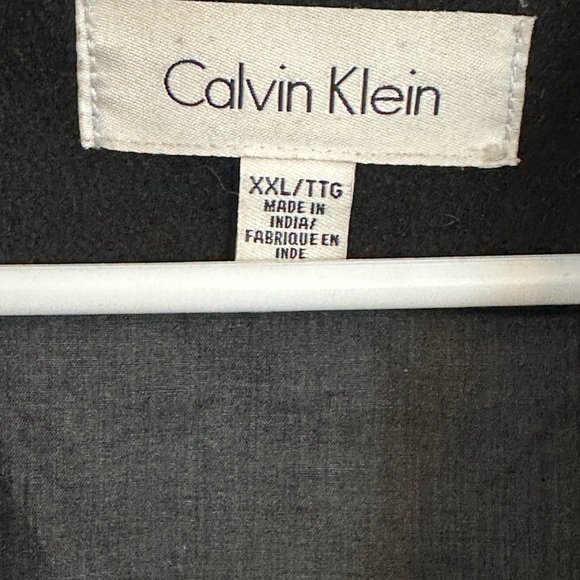 Calvin Klein
XXL/TTG
MADE IN
INDIA/
FABRIQUE EN
INDE